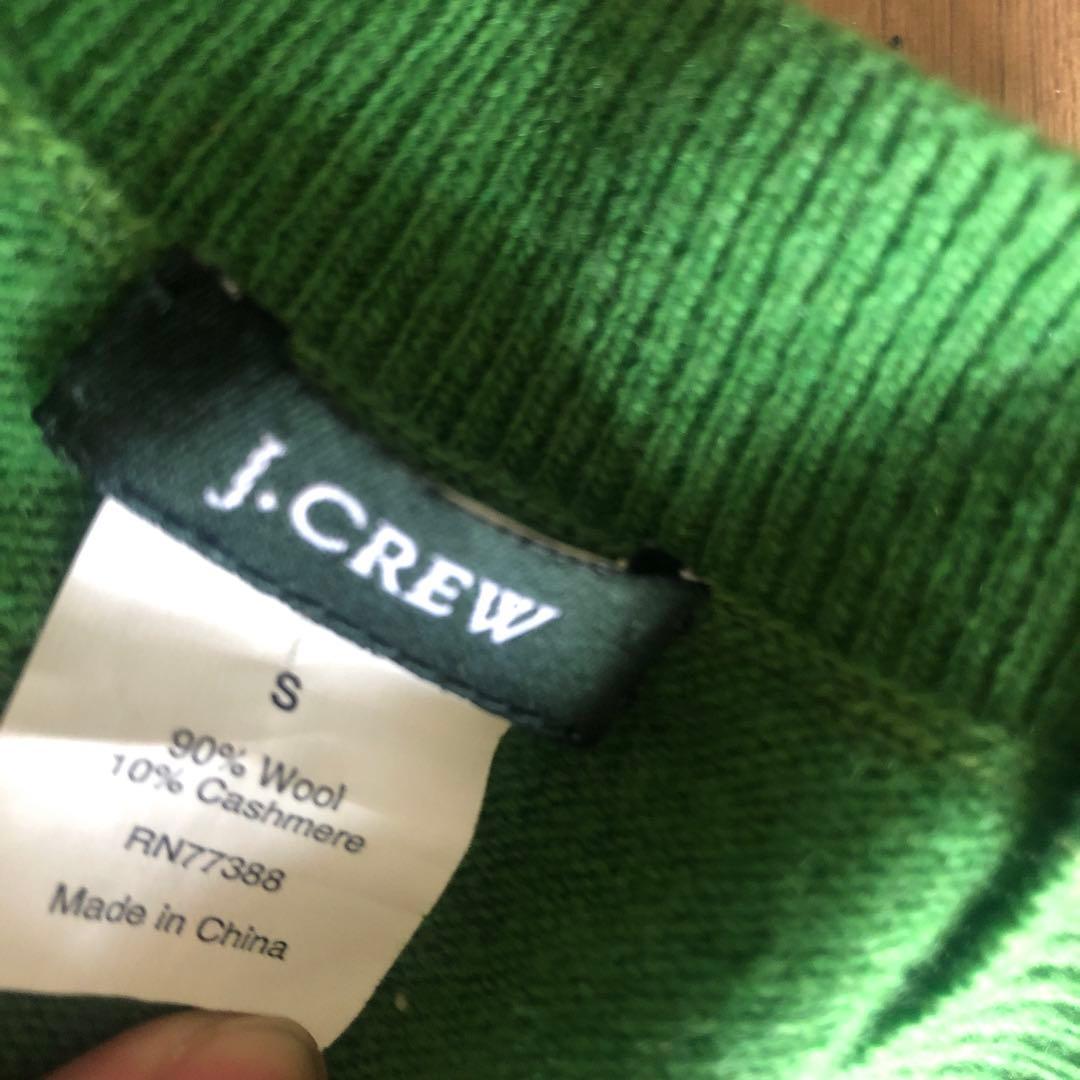 J.CREW
S
90% Wool
10% Cashmere
RN77388
Made in China